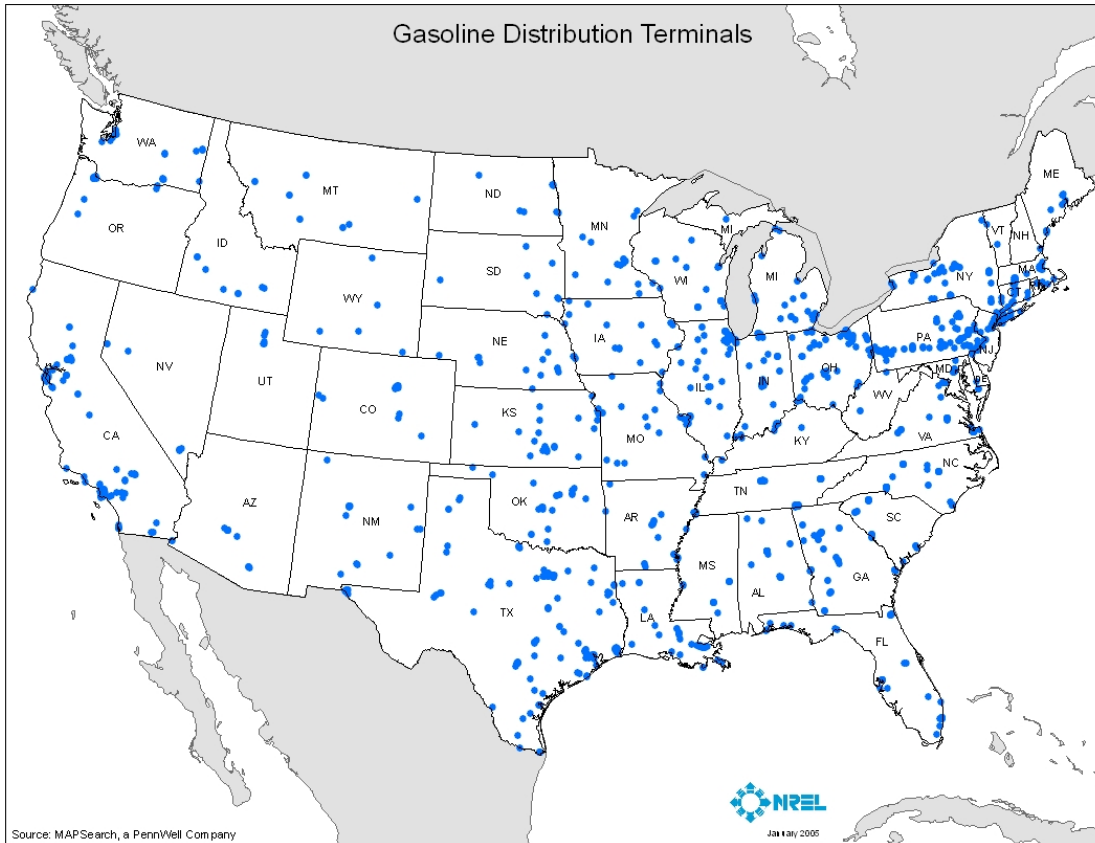 Gasoline Distribution Terminals
WA
MT
ND
MN
ME
OR
ID
SD
WI
MI
MI
VT
NH
NY
MA
CT
RI
WY
NE
IA
PA
NJ
NV
UT
CO
KS
MO
IL
IN
OH
WV
MD
DE
VA
KY
CA
AZ
NM
OK
AR
TN
NC
SC
TX
LA
MS
AL
GA
FL
NREL
January 2005
Source: MAPSearch, a PennWell Company